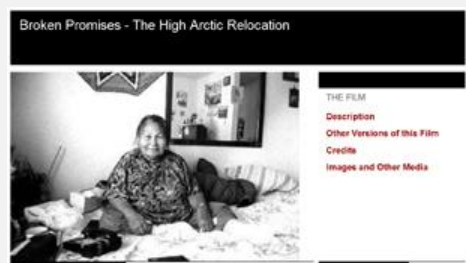 Broken Promises - The High Arctic Relocation
THE FILM
Description
Other Versions of this Film
Credits
Images and Other Media